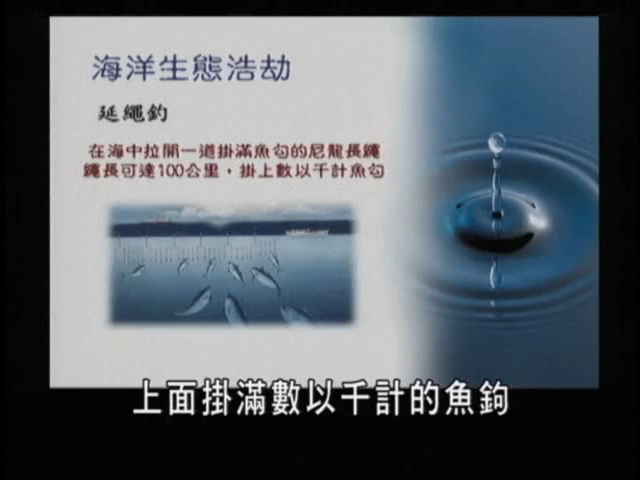 海洋生態浩劫
延繩釣
在海中拉開一道掛滿魚勾的尼龍長繩
繩長可達100公里，掛上數以千計魚勾
上面掛滿數以千計的魚鉤